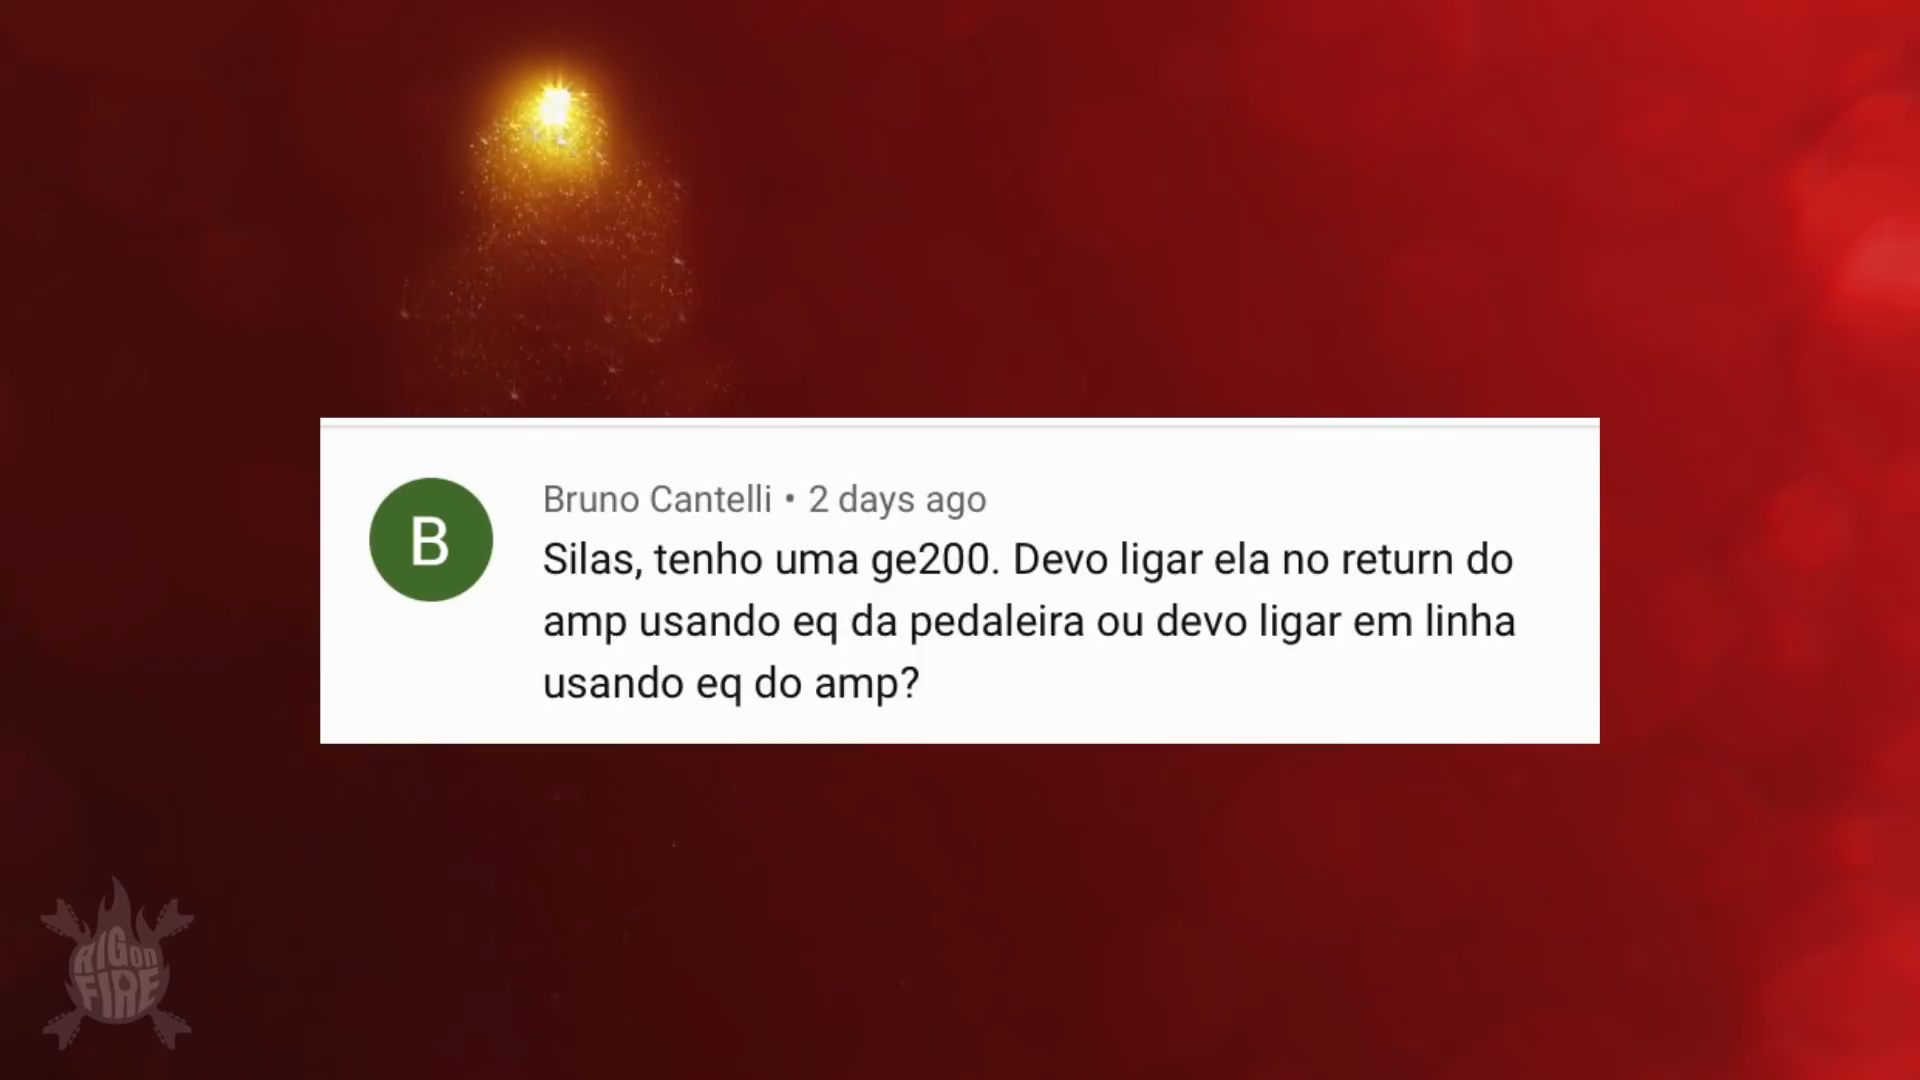 B
Bruno Cantelli • 2 days ago
Silas, tenho uma ge200. Devo ligar ela no return do
amp usando eq da pedaleira ou devo ligar em linha
usando eq do amp?
RIG on
FIRE